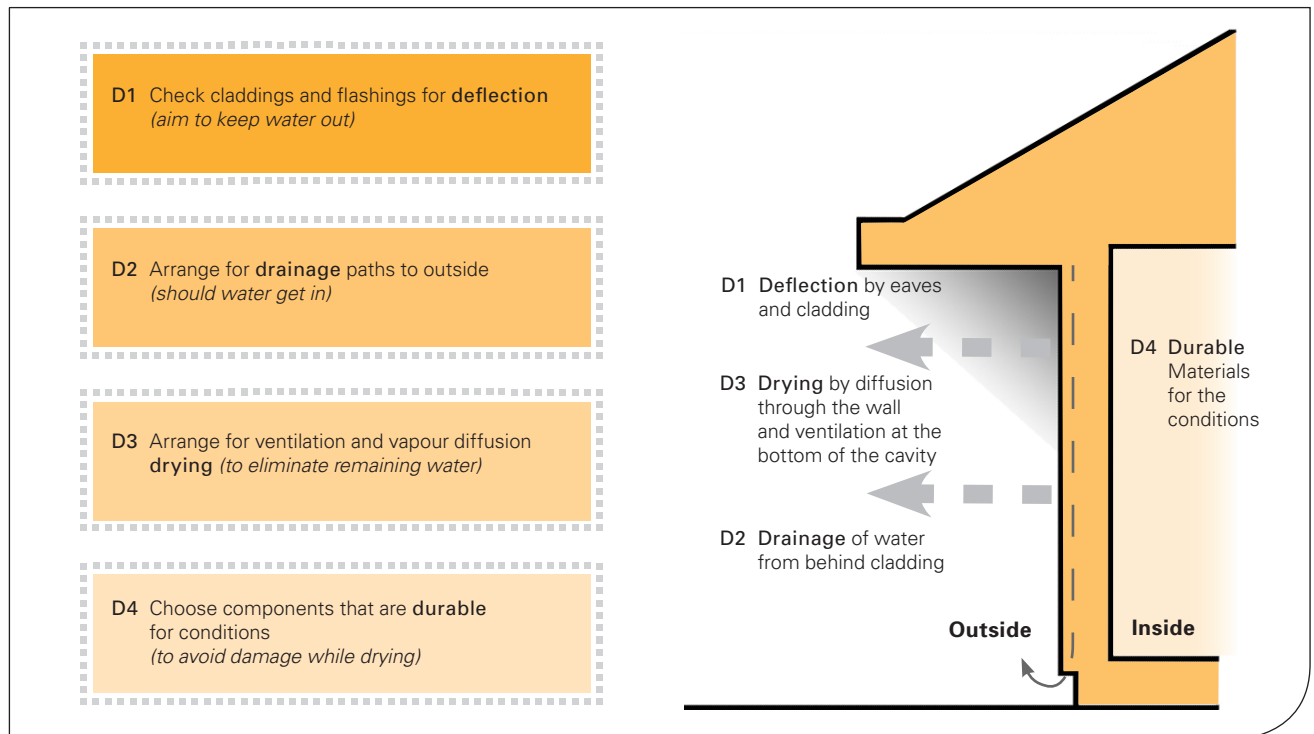 D1 Check claddings and flashings for deflection
(aim to keep water out)
D2 Arrange for drainage paths to outside
(should water get in)
D3 Arrange for ventilation and vapour diffusion
drying (to eliminate remaining water)
D4 Choose components that are durable
for conditions
(to avoid damage while drying)
D1 Deflection by eaves
and cladding
D3 Drying by diffusion
through the wall
and ventilation at the
bottom of the cavity
D2 Drainage of water
from behind cladding
D4 Durable
Materials
for the
conditions
Outside
Inside